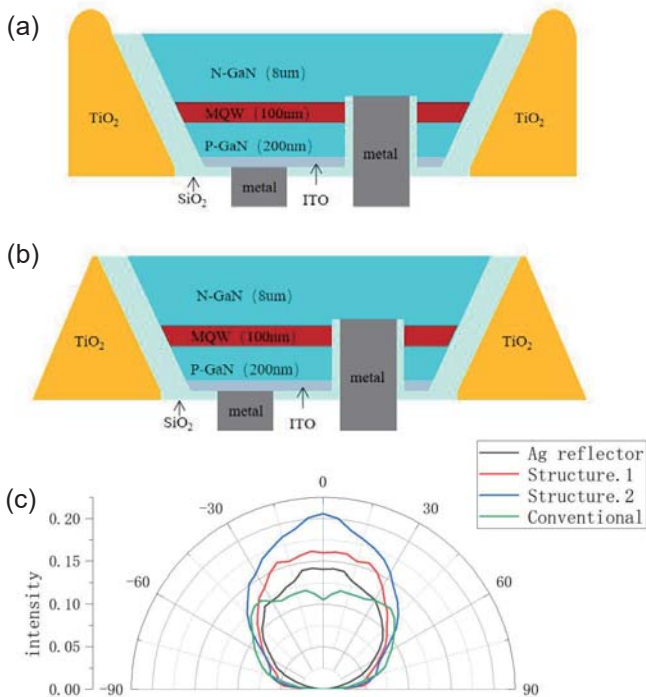 (a)
N-GaN (8um)
TiO₂
MQW (100nm)
TiO₂
P-GaN (200nm)
metal
metal
SiO₂
ITO
(b)
N-GaN (8um)
TiO₂
MQW (100nm)
TiO₂
P-GaN (200nm)
metal
metal
SiO₂
ITO
(c)
Ag reflector
Structure.1
Structure.2
Conventional
0
-30
30
-60
60
-90
90
0.20
0.15
0.10
0.05
0.00
intensity